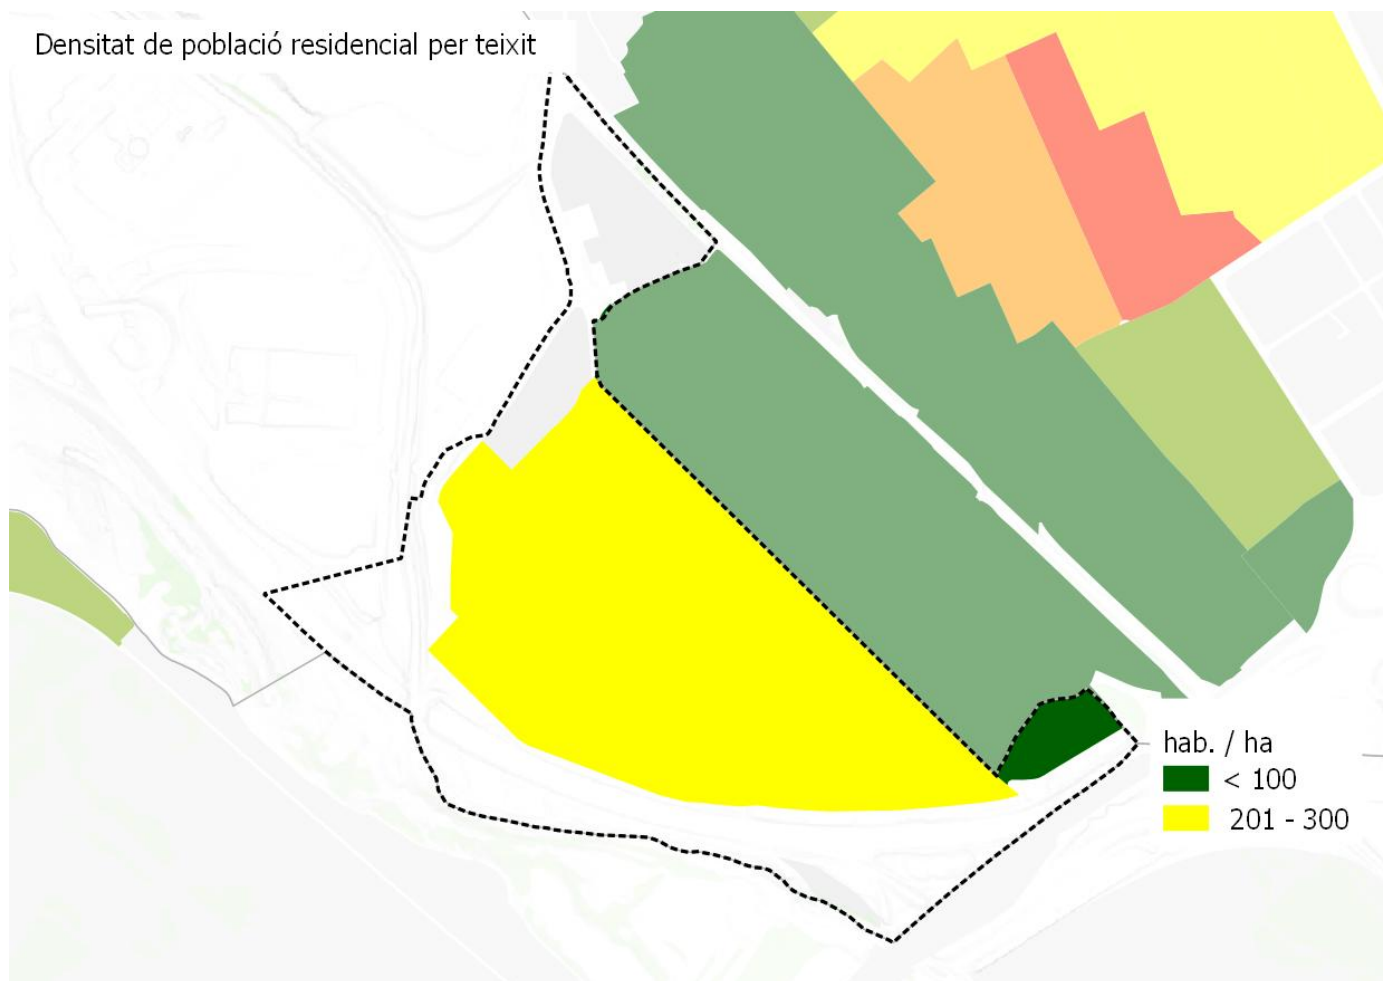 Densitat de població residencial per teixit
hab. / ha
< 100
201 - 300